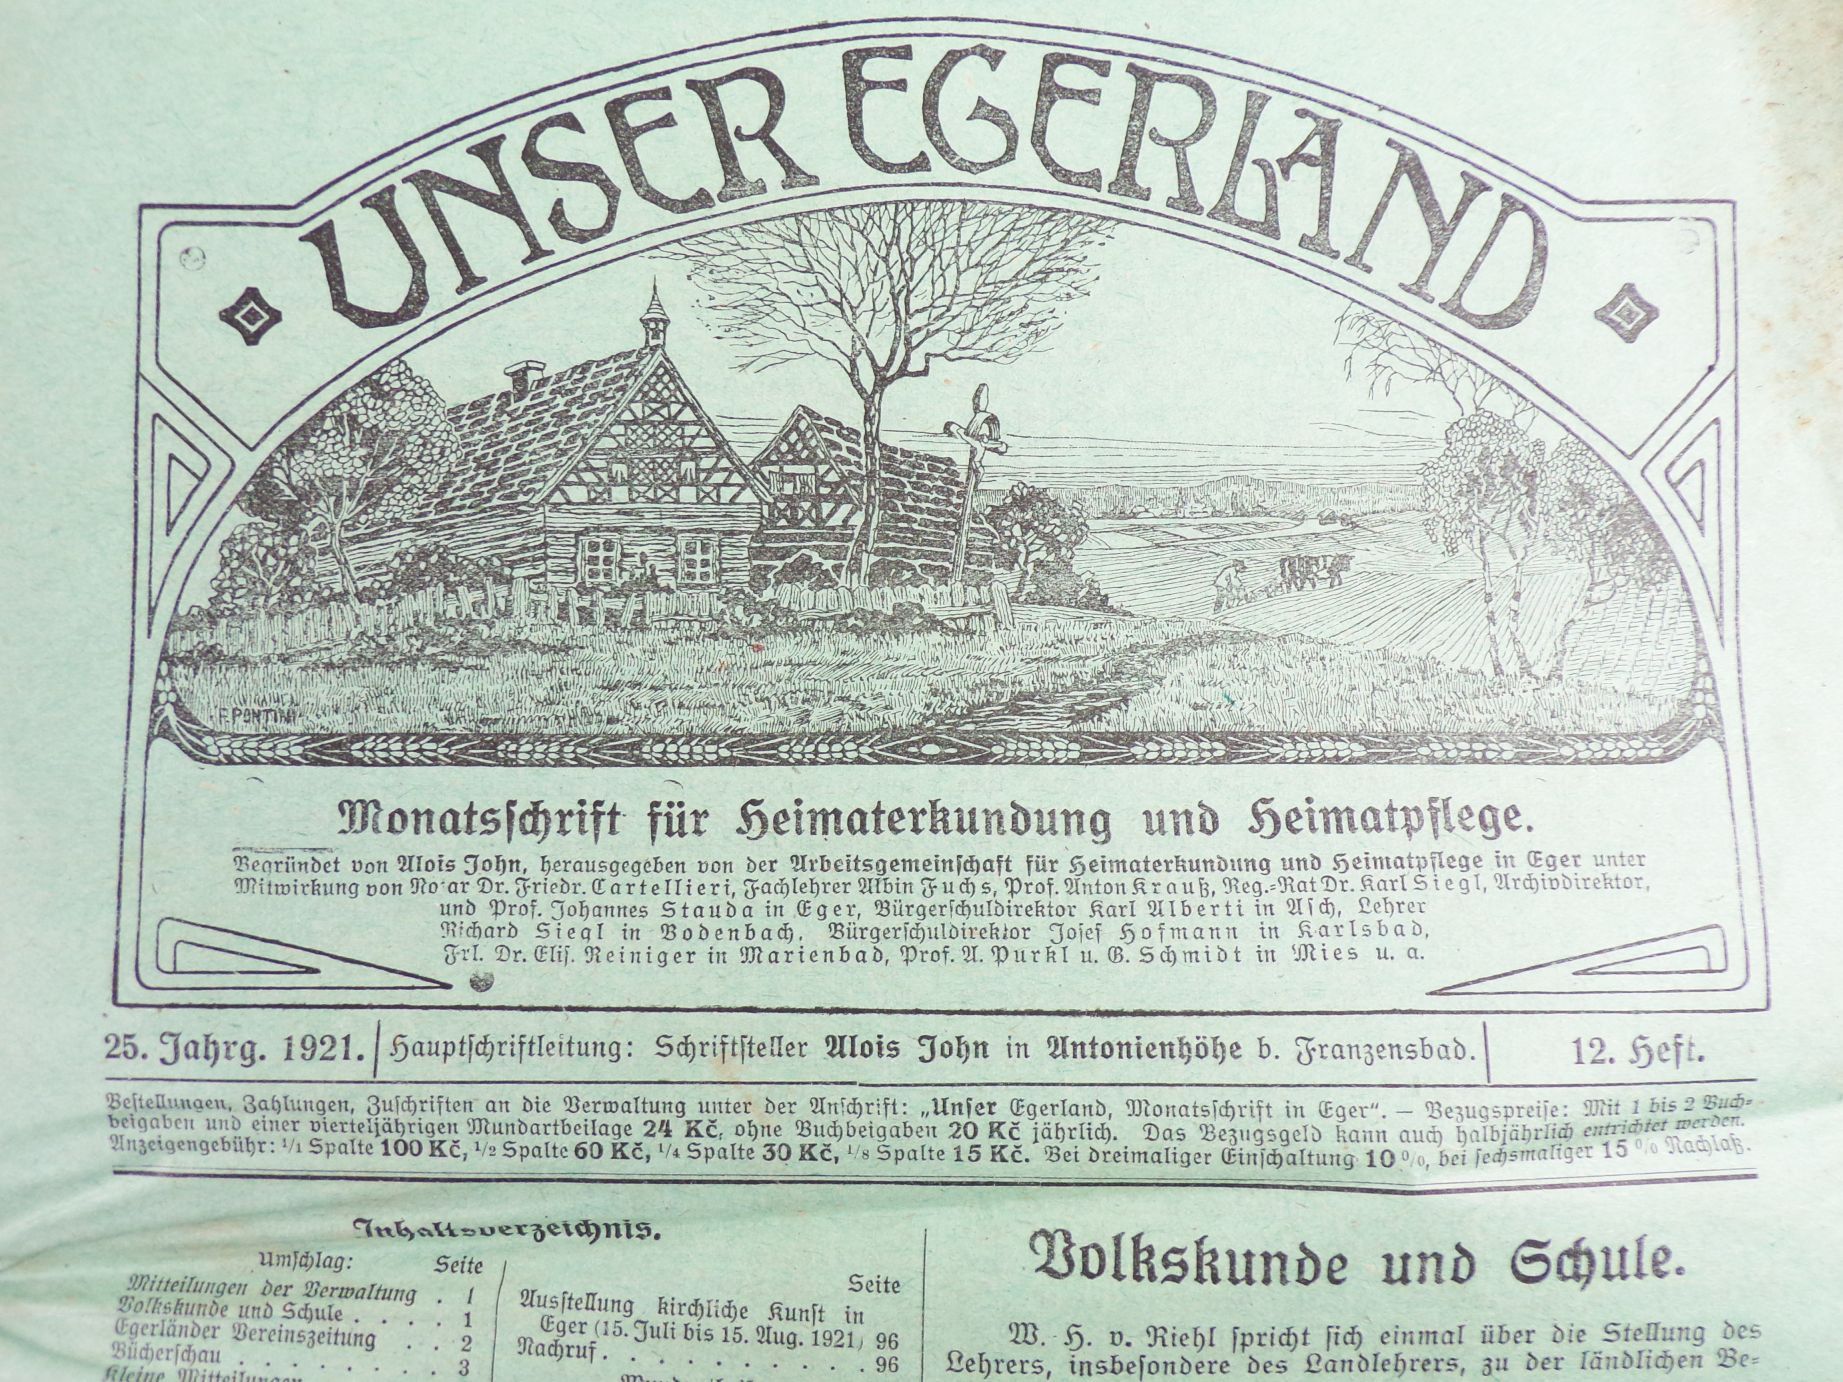 UNSER EGERLAND
F. PONTINI
Monatsschrift für Heimaterkundung und Heimatpflege.
Begründet von Alois John, herausgegeben von der Arbeitsgemeinschaft für Heimaterkundung und Heimatpflege in Eger unter
Mitwirkung von Notar Dr. Friedr. Cartellieri, Fachlehrer Albin Fuchs, Prof. Anton Krauß, Reg.-Rat Dr. Karl Siegl, Archivdirektor,
und Prof. Johannes Stauda in Eger, Bürgerschuldirektor Karl Alberti in Asch, Lehrer
Richard Siegl in Bodenbach, Bürgerschuldirektor Josef Hofmann in Karlsbad,
Frl. Dr. Elis. Reiniger in Marienbad, Prof. A. Purkl u. G. Schmidt in Mies u. a.
25. Jahrg. 1921. Hauptschriftleitung: Schriftsteller Alois John in Antonienhöhe b. Franzensbad. 12. Heft.
Bestellungen, Zahlungen, Zuschriften an die Verwaltung unter der Anschrift: „Unser Egerland, Monatsschrift in Eger“. — Bezugspreise: Mit 1 bis 2 Buch-
beigaben und einer vierteljährigen Mundartbeilage 24 Kč, ohne Buchbeigaben 20 Kč jährlich. Das Bezugsgeld kann auch halbjährlich entrichtet werden.
Anzeigengebühr: 1/1 Spalte 100 Kč, 1/2 Spalte 60 Kč, 1/4 Spalte 30 Kč, 1/8 Spalte 15 Kč. Bei dreimaliger Einschaltung 10 %, bei sechsmaliger 15 % Nachlaß.
Inhaltsverzeichnis.
Umschlag: Seite
Mitteilungen der Verwaltung . 1
Volkskunde und Schule . . . . 1
Egerländer Vereinszeitung . . 2
Bücherschau . . . . . . . . 3
Kleine Mitteilungen
Seite
Ausstellung kirchliche Kunst in
Eger (15. Juli bis 15. Aug. 1921) 96
Nachruf . . . . . . . . . . 96
Volkskunde und Schule.
W. H. v. Riehl spricht sich einmal über die Stellung des
Lehrers, insbesondere des Landlehrers, zu der ländlichen Be-